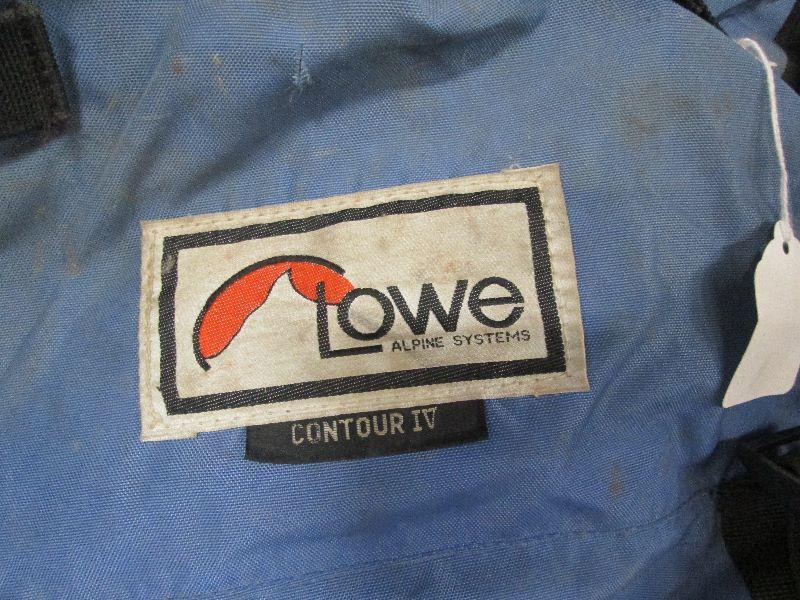 Lowe
ALPINE SYSTEMS
CONTOUR IV